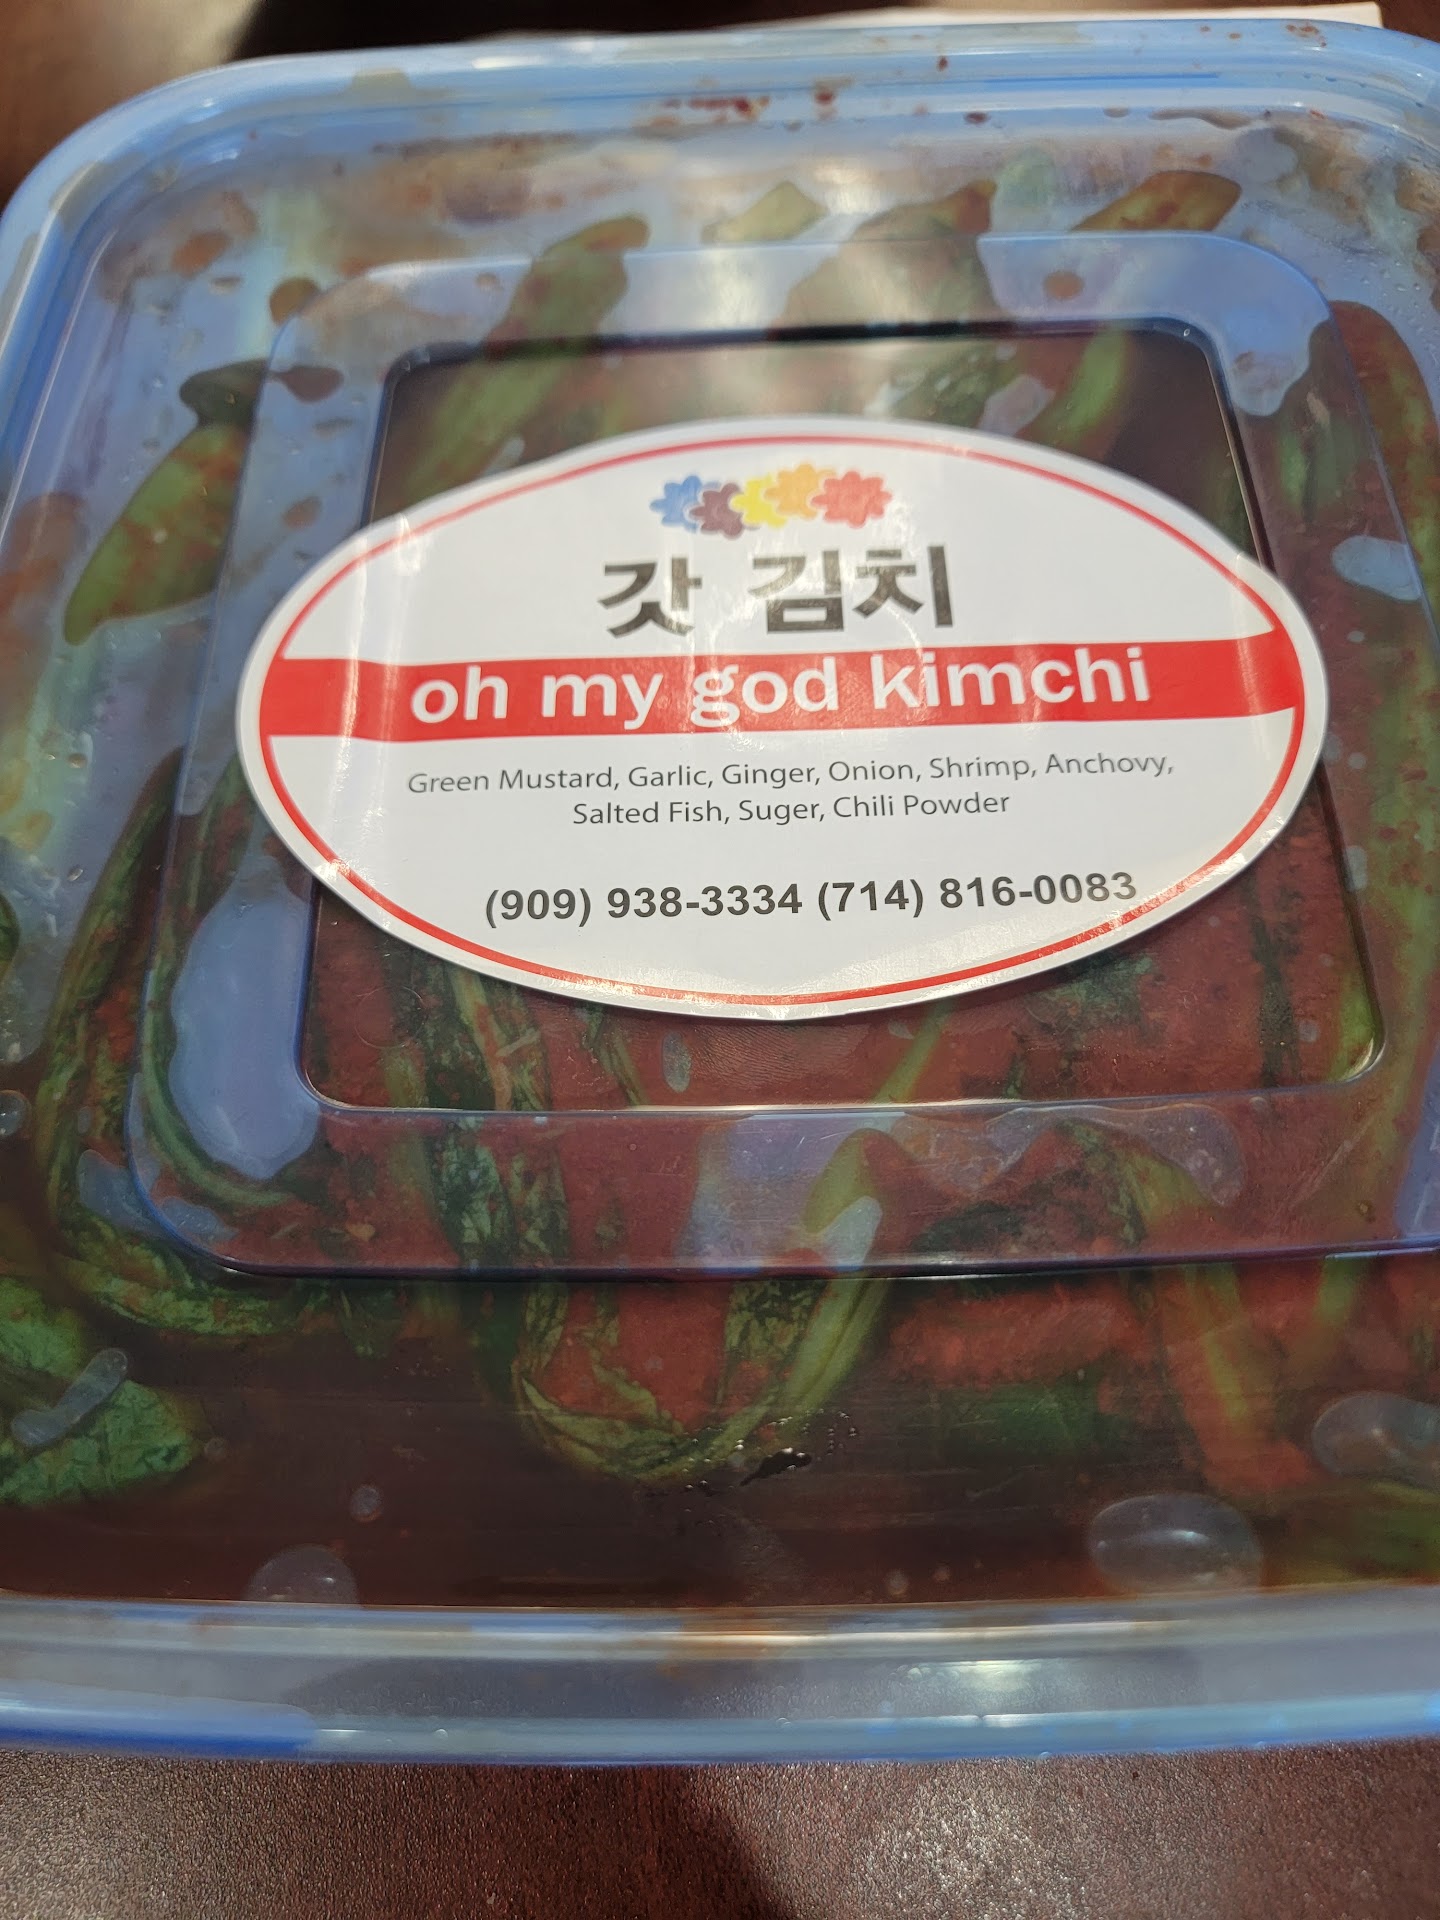 갓 김치
oh my god kimchi
Green Mustard, Garlic, Ginger, Onion, Shrimp, Anchovy,
Salted Fish, Suger, Chili Powder
(909) 938-3334 (714) 816-0083